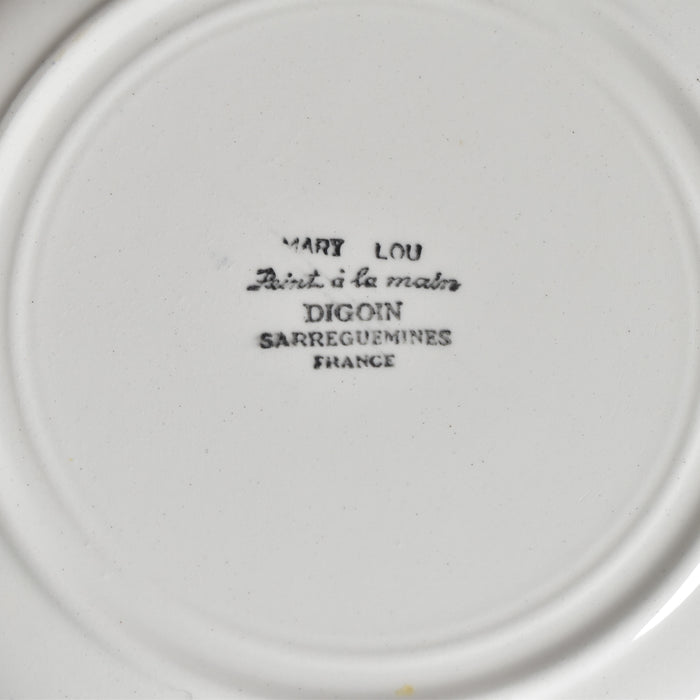 MARY LOU
Peint à la main
DIGOIN
SARREGUEMINES
FRANCE